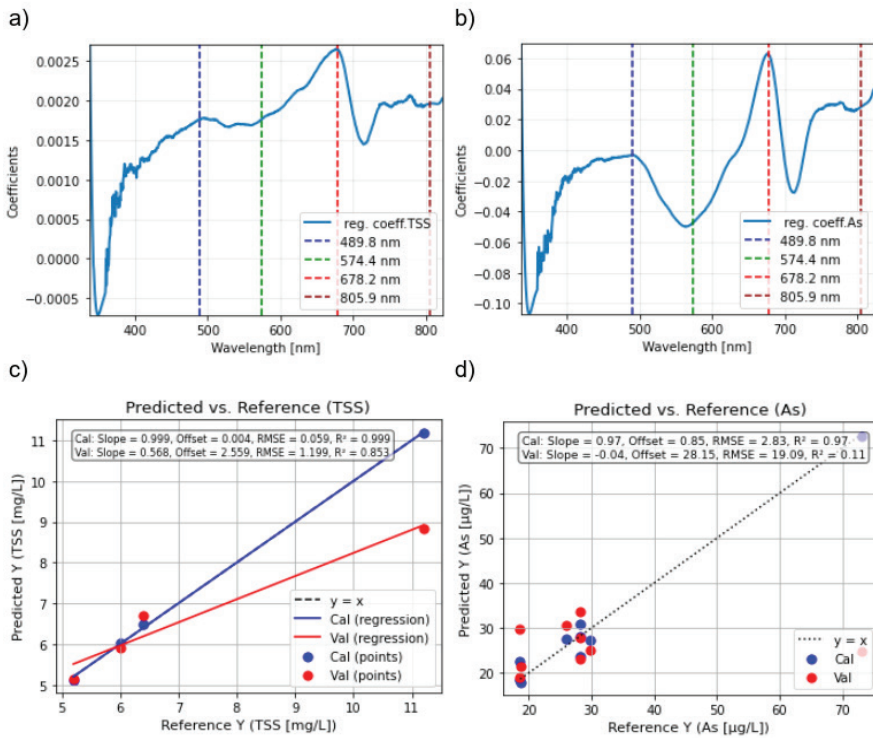 a)
0.0025
0.0020
0.0015
0.0010
0.0005
0.0000
−0.0005
Coefficients
reg. coeff.TSS
489.8 nm
574.4 nm
678.2 nm
805.9 nm
400 500 600 700 800
Wavelength [nm]
b)
0.06
0.04
0.02
0.00
−0.02
−0.04
−0.06
−0.08
−0.10
Coefficients
reg. coeff.As
489.8 nm
574.4 nm
678.2 nm
805.9 nm
400 500 600 700 800
Wavelength [nm]
c)
Predicted vs. Reference (TSS)
Cal: Slope = 0.999, Offset = 0.004, RMSE = 0.059, R² = 0.999
Val: Slope = 0.568, Offset = 2.559, RMSE = 1.199, R² = 0.853
11
10
9
8
7
6
5
Predicted Y (TSS [mg/L])
y = x
Cal (regression)
Val (regression)
Cal (points)
Val (points)
5 6 7 8 9 10 11
Reference Y (TSS [mg/L])
d)
Predicted vs. Reference (As)
Cal: Slope = 0.97, Offset = 0.85, RMSE = 2.83, R² = 0.97
Val: Slope = -0.04, Offset = 28.15, RMSE = 19.09, R² = 0.11
70
60
50
40
30
20
Predicted Y (As [µg/L])
y = x
Cal
Val
20 30 40 50 60 70
Reference Y (As [µg/L])